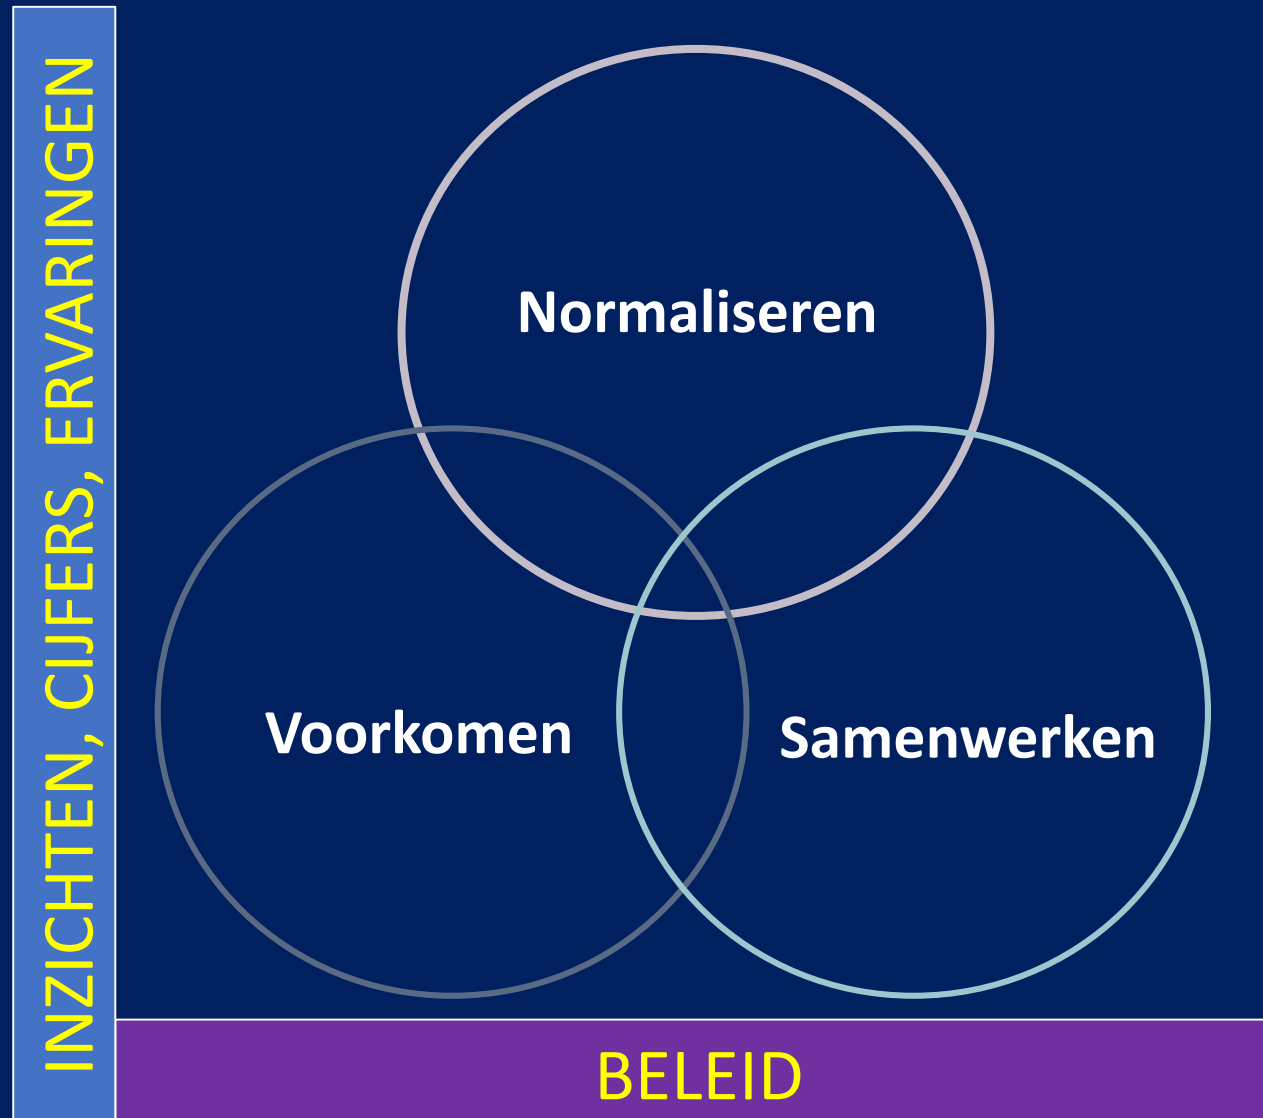 INZICHTEN, CIJFERS, ERVARINGEN
Normaliseren
Voorkomen
Samenwerken
BELEID